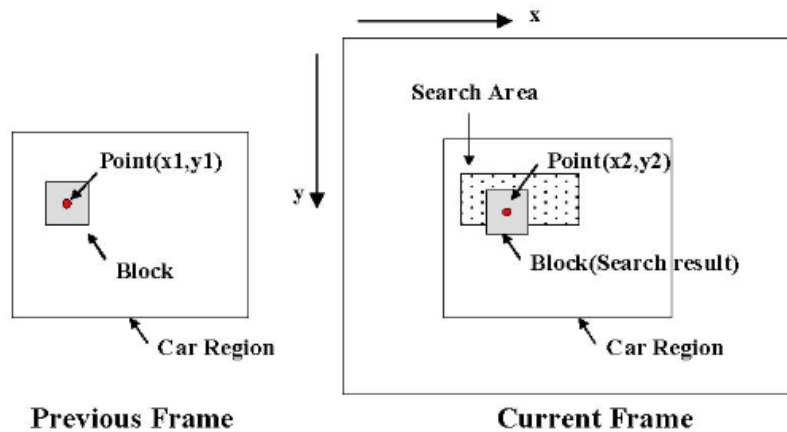 x
y
Point(x1,y1)
Block
Car Region
Previous Frame
Search Area
Point(x2,y2)
Block(Search result)
Car Region
Current Frame